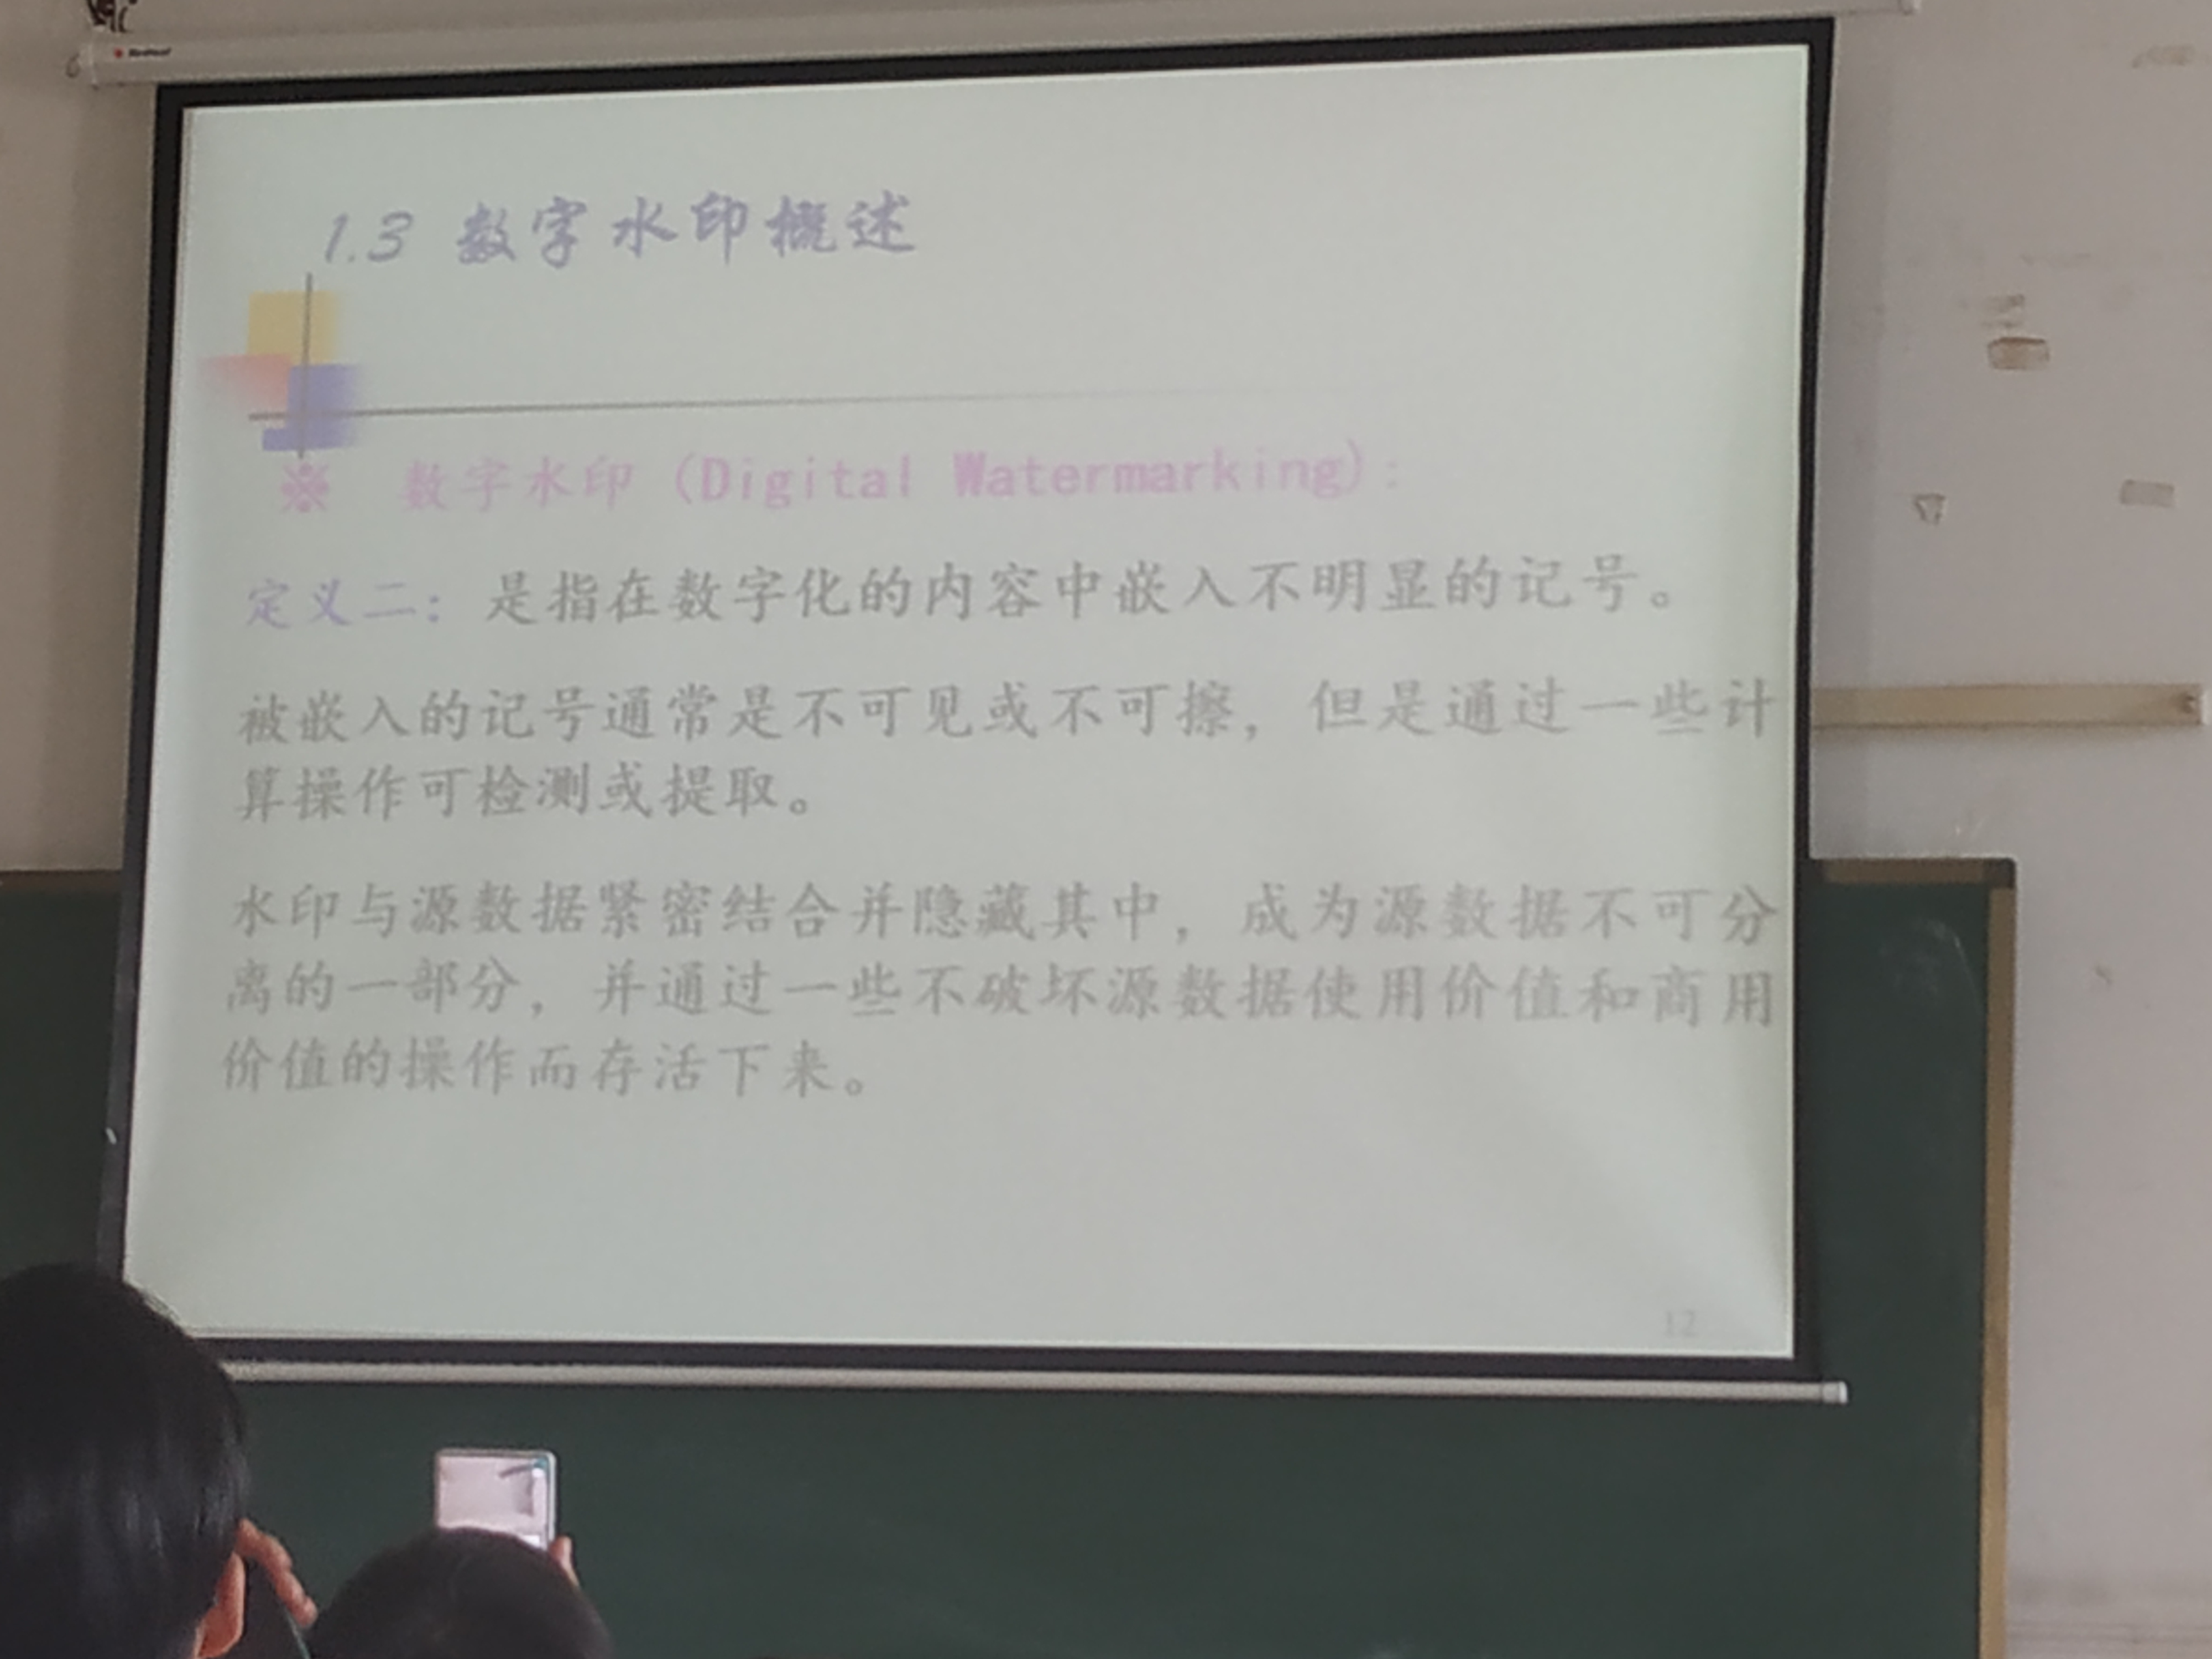 1.3 数字水印概述
※ 数字水印 (Digital Watermarking):
定义二: 是指在数字化的内容中嵌入不明显的记号。
被嵌入的记号通常是不可见或不可擦，但是通过一些计
算操作可检测或提取。
水印与源数据紧密结合并隐藏其中，成为源数据不可分
离的一部分，并通过一些不破坏源数据使用价值和商用
价值的操作而存活下来。
12